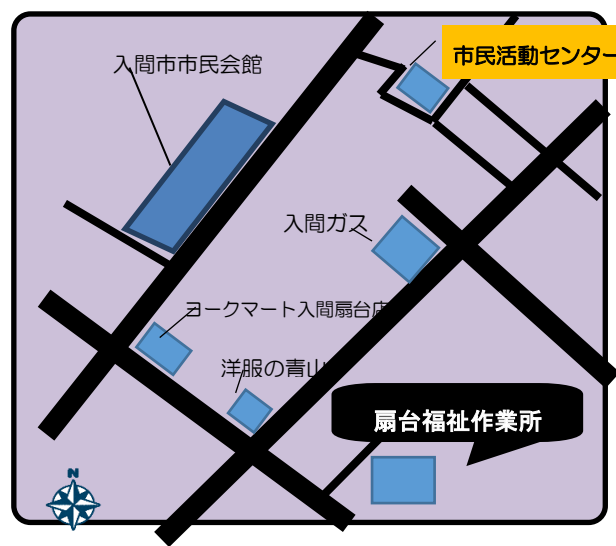 市民活動センター
入間市市民会館
入間ガス
ヨークマート入間扇台店
洋服の青山
扇台福祉作業所
N